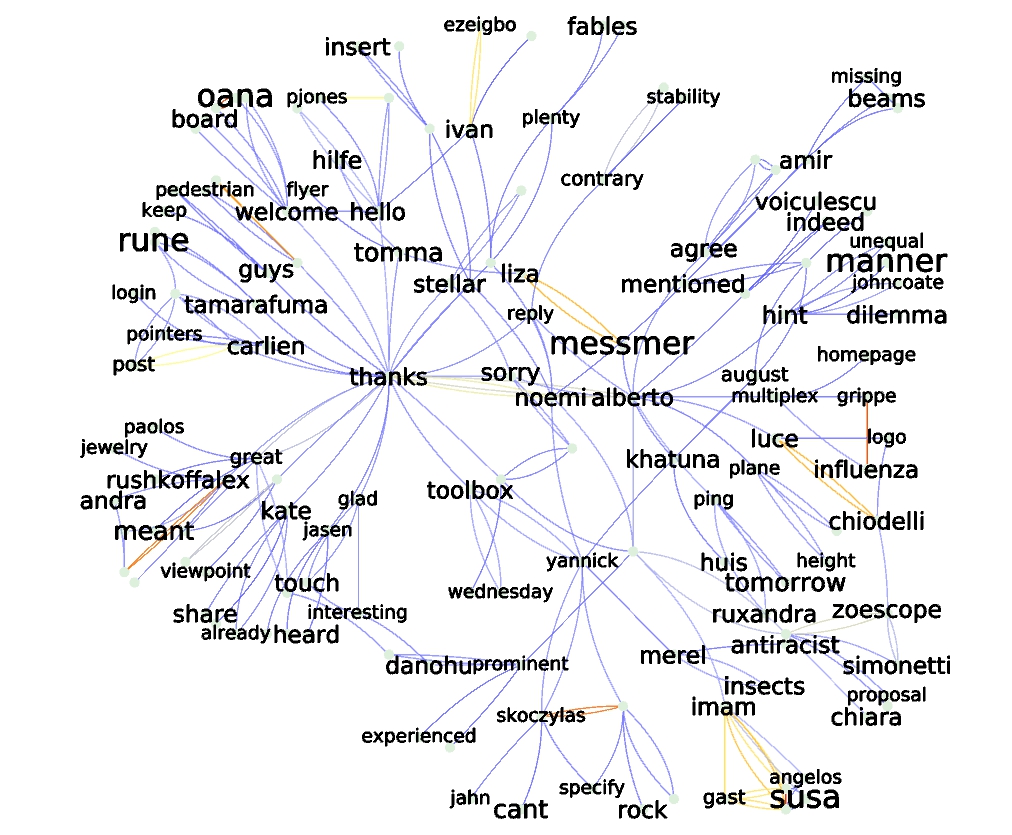 ezeigbo
fables
insert
missing
oana
pjones
stability
beams
board
ivan
plenty
hilfe
amir
contrary
pedestrian
flyer
voiculescu
keep
welcome
hello
indeed
rune
unequal
tomma
agree
manner
guys
liza
stellar
mentioned
johncoate
login
tamarafuma
reply
hint
dilemma
pointers
carlien
messmer
post
homepage
thanks
sorry
august
noemi
alberto
multiplex
grippe
paolos
luce
logo
jewelry
great
khatuna
plane
influenza
rushkoffalex
toolbox
andra
glad
ping
kate
chiodelli
meant
jasen
viewpoint
yannick
huis
height
touch
wednesday
tomorrow
share
interesting
ruxandra
zoescope
already
heard
antiracist
danohu
prominent
merel
simonetti
insects
proposal
imam
skoczylas
chiara
experienced
angelos
jahn
specify
gast
susa
cant
rock